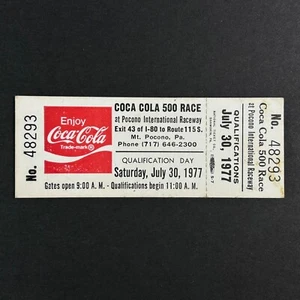 No. 48293
Enjoy
Coca-Cola
Trade-mark®
COCA COLA 500 RACE
at Pocono International Raceway
Exit 43 of I-80 to Route 115 S.
Mt. Pocono, Pa.
Phone (717) 646-2300
QUALIFICATION DAY
Saturday, July 30, 1977
Gates open 9:00 A.M. - Qualifications begin 11:00 A.M.
QUALIFICATIONS
July 30, 1977
Coca Cola 500 Race
at Pocono International Raceway
No. 48293